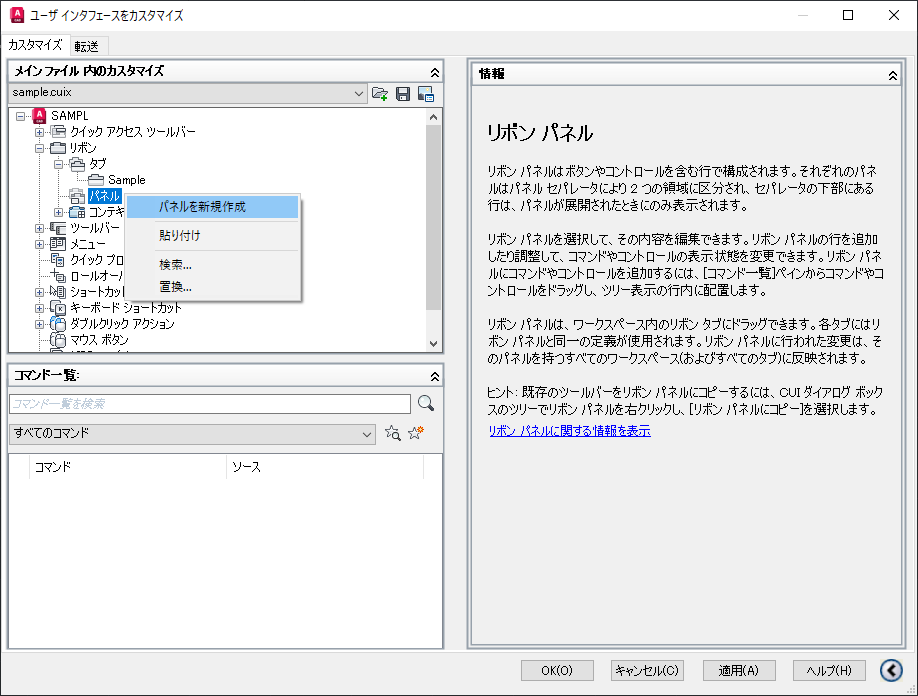 ユーザ インタフェースをカスタマイズ
カスタマイズ
転送
メイン ファイル 内のカスタマイズ
sample.cuix
SAMPL
クイック アクセス ツールバー
リボン
タブ
Sample
パネル
コンテキ
ツールバー
メニュー
クイック プロ
ロールオーバ
ショートカット
キーボード ショートカット
ダブルクリック アクション
マウス ボタン
パネルを新規作成
貼り付け
検索...
置換...
コマンド一覧:
コマンド一覧を検索
すべてのコマンド
コマンド
ソース
情報
リボン パネル
リボン パネルは ボタンやコントロールを含む行で構成されます。それぞれのパネ
ルはパネル セパレータにより 2 つの領域に区分され、セパレータの下部にある
行は、パネルが展開されたときにのみ表示されます。
リボン パネルを選択して、その内容を編集できます。リボン パネルの行を追加
したり調整して、コマンドやコントロールの表示状態を変更できます。リボン パネ
ルにコマンドやコントロールを追加するには、[コマンド一覧]ペインからコマンドやコ
ントロールをドラッグし、ツリー表示の行内に配置します。
リボン パネルは、ワークスペース内のリボン タブにドラッグできます。各タブにはリ
ボン パネルと同一の定義が使用されます。リボン パネルに行われた変更は、そ
のパネルを持つすべてのワークスペース(およびすべてのタブ)に反映されます。
ヒント: 既存のツールバーをリボン パネルにコピーするには、CUI ダイアログ ボック
スのツリーでリボン パネルを右クリックし、[リボン パネルにコピー]を選択します。
リボン パネルに関する情報を表示
OK(O)
キャンセル(C)
適用(A)
ヘルプ(H)